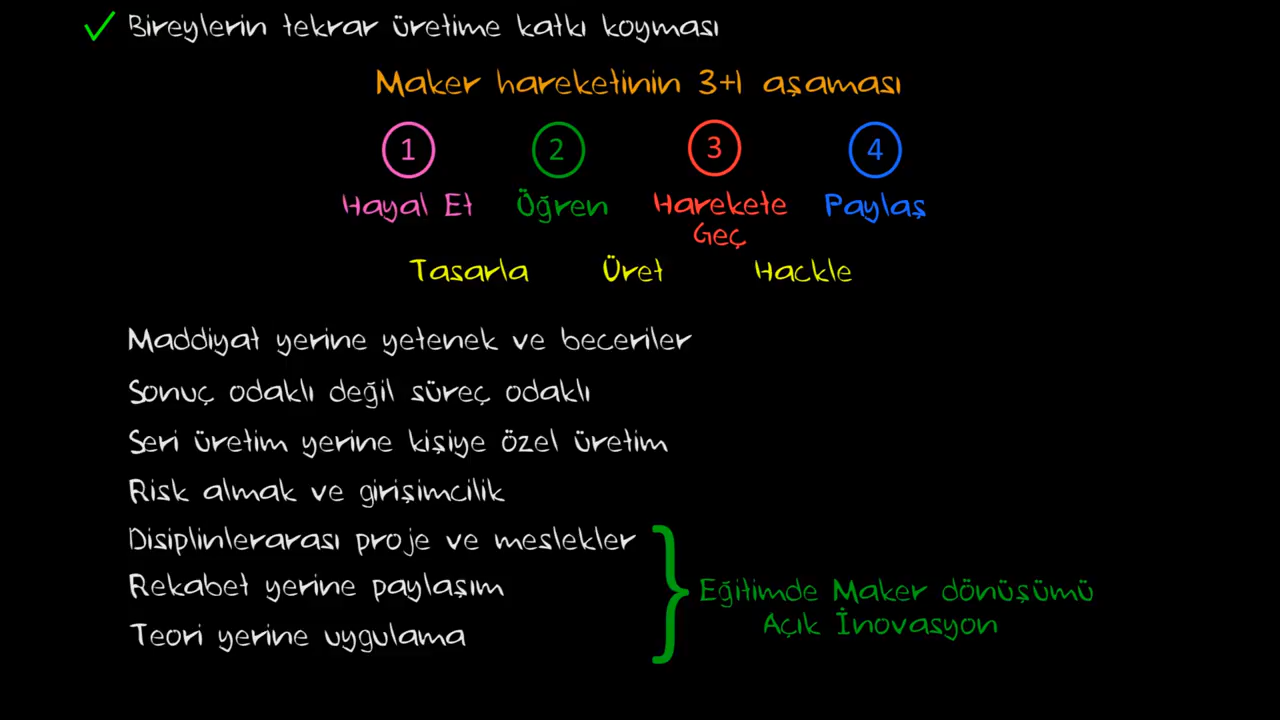 Bireylerin tekrar üretime katkı koyması
Maker hareketinin 3+1 aşaması
1 2 3 4
Hayal Et Öğren Harekete Geç Paylaş
Tasarla Üret Hackle
Maddiyat yerine yetenek ve beceriler
Sonuç odaklı değil süreç odaklı
Seri üretim yerine kişiye özel üretim
Risk almak ve girişimcilik
Disiplinlerarası proje ve meslekler
Rekabet yerine paylaşım
Teori yerine uygulama
Eğitimde Maker dönüşümü
Açık İnovasyon